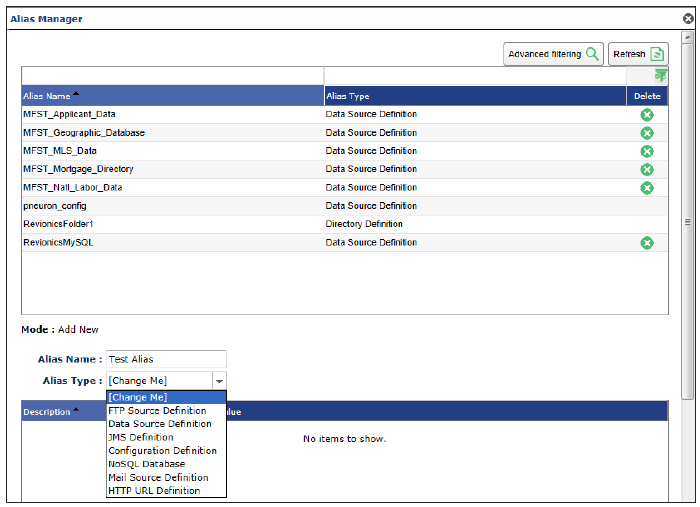 Alias Manager
Advanced filtering Refresh
Alias Name Alias Type Delete
MFST_Applicant_Data Data Source Definition
MFST_Geographic_Database Data Source Definition
MFST_MLS_Data Data Source Definition
MFST_Mortgage_Directory Data Source Definition
MFST_Natl_Labor_Data Data Source Definition
pneuron_config Data Source Definition
RevionicsFolder1 Directory Definition
RevionicsMySQL Data Source Definition
Mode : Add New
Alias Name : Test Alias
Alias Type : [Change Me]
[Change Me]
Description alue
FTP Source Definition
Data Source Definition
JMS Definition
No items to show.
Configuration Definition
NoSQL Database
Mail Source Definition
HTTP URL Definition